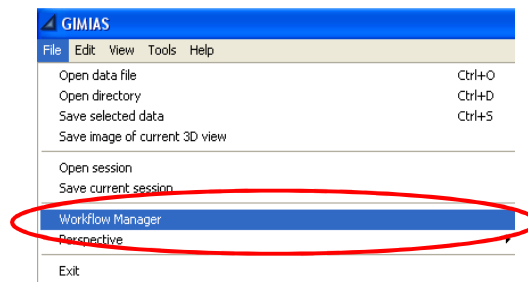 GIMIAS
File Edit View Tools Help
Open data file Ctrl+O
Open directory Ctrl+D
Save selected data Ctrl+S
Save image of current 3D view
Open session
Save current session
Workflow Manager
Perspective
Exit